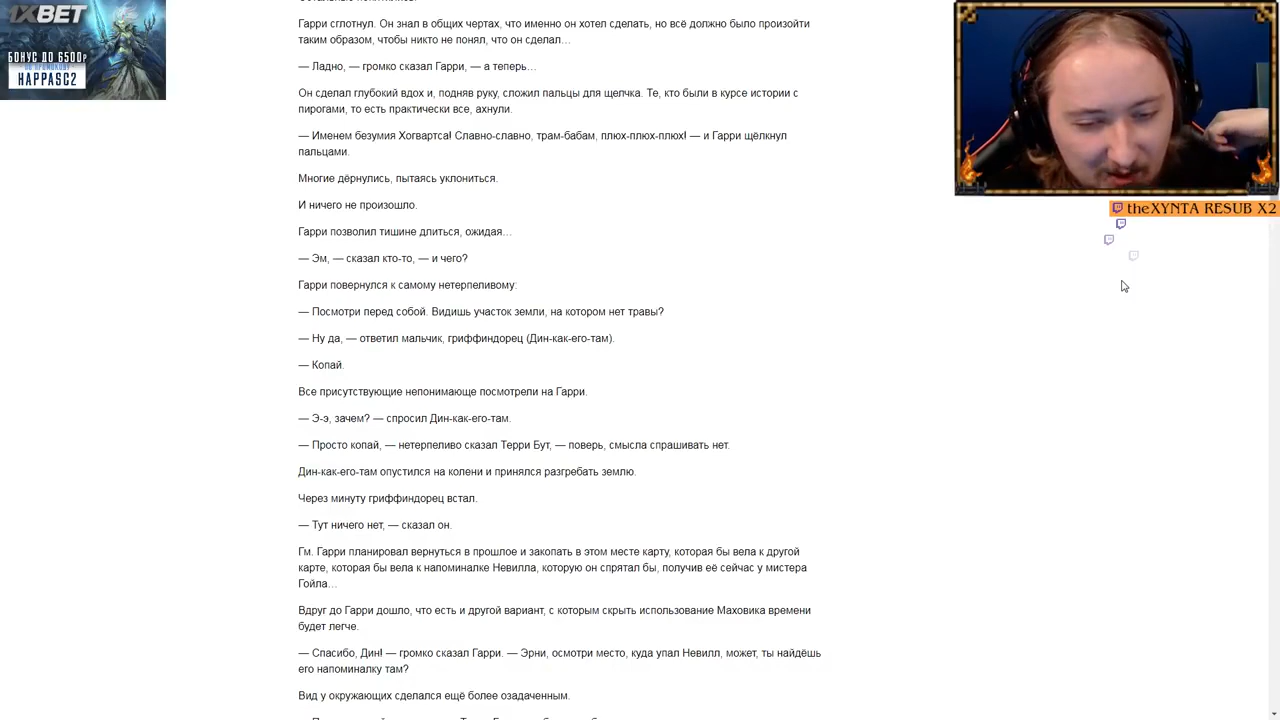 1XBET
БОНУС ДО 6500₽
ПО ПРОМОКОДУ
HAPPASC2
Гарри сглотнул. Он знал в общих чертах, что именно он хотел сделать, но всё должно было произойти
таким образом, чтобы никто не понял, что он сделал…
— Ладно, — громко сказал Гарри, — а теперь…
Он сделал глубокий вдох и, подняв руку, сложил пальцы для щелчка. Те, кто были в курсе истории с
пирогами, то есть практически все, ахнули.
— Именем безумия Хогвартса! Славно-славно, трам-бабам, плюх-плюх-плюх! — и Гарри щёлкнул
пальцами.
Многие дёрнулись, пытаясь уклониться.
И ничего не произошло.
Гарри позволил тишине длиться, ожидая…
— Эм, — сказал кто-то, — и чего?
Гарри повернулся к самому нетерпеливому:
— Посмотри перед собой. Видишь участок земли, на котором нет травы?
— Ну да, — ответил мальчик, гриффиндорец (Дин-как-его-там).
— Копай.
Все присутствующие непонимающе посмотрели на Гарри.
— Э-э, зачем? — спросил Дин-как-его-там.
— Просто копай, — нетерпеливо сказал Терри Бут, — поверь, смысла спрашивать нет.
Дин-как-его-там опустился на колени и принялся разгребать землю.
Через минуту гриффиндорец встал.
— Тут ничего нет, — сказал он.
Гм. Гарри планировал вернуться в прошлое и закопать в этом месте карту, которая бы вела к другой
карте, которая бы вела к напоминалке Невилла, которую он спрятал бы, получив её сейчас у мистера
Гойла…
Вдруг до Гарри дошло, что есть и другой вариант, с которым скрыть использование Маховика времени
будет легче.
— Спасибо, Дин! — громко сказал Гарри. — Эрни, осмотри место, куда упал Невилл, может, ты найдёшь
его напоминалку там?
Вид у окружающих сделался ещё более озадаченным.
theXYNTA RESUB X2